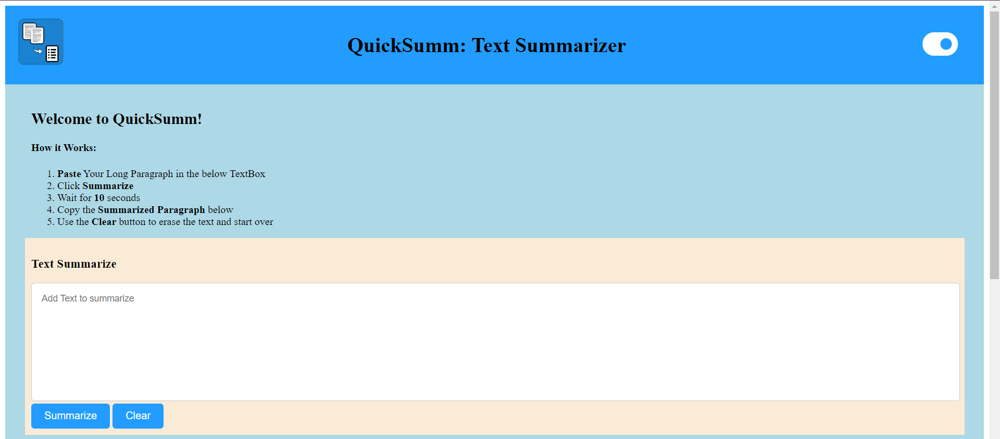 QuickSumm: Text Summarizer
Welcome to QuickSumm!
How it Works:
1. Paste Your Long Paragraph in the below TextBox
2. Click Summarize
3. Wait for 10 seconds
4. Copy the Summarized Paragraph below
5. Use the Clear button to erase the text and start over
Text Summarize
Add Text to summarize
Summarize Clear